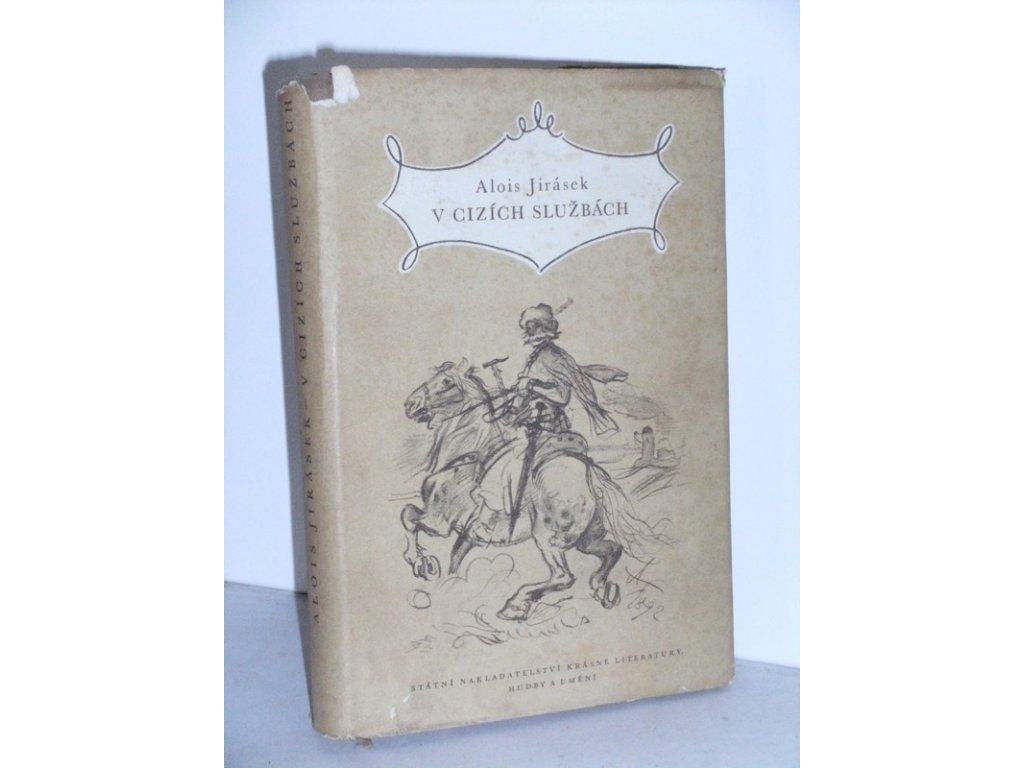 Alois Jirásek
V CIZÍCH SLUŽBÁCH
STÁTNÍ NAKLADATELSTVÍ KRÁSNÉ LITERATURY,
HUDBY A UMĚNÍ
ALOIS JIRÁSEK – V CIZÍCH SLUŽBÁCH